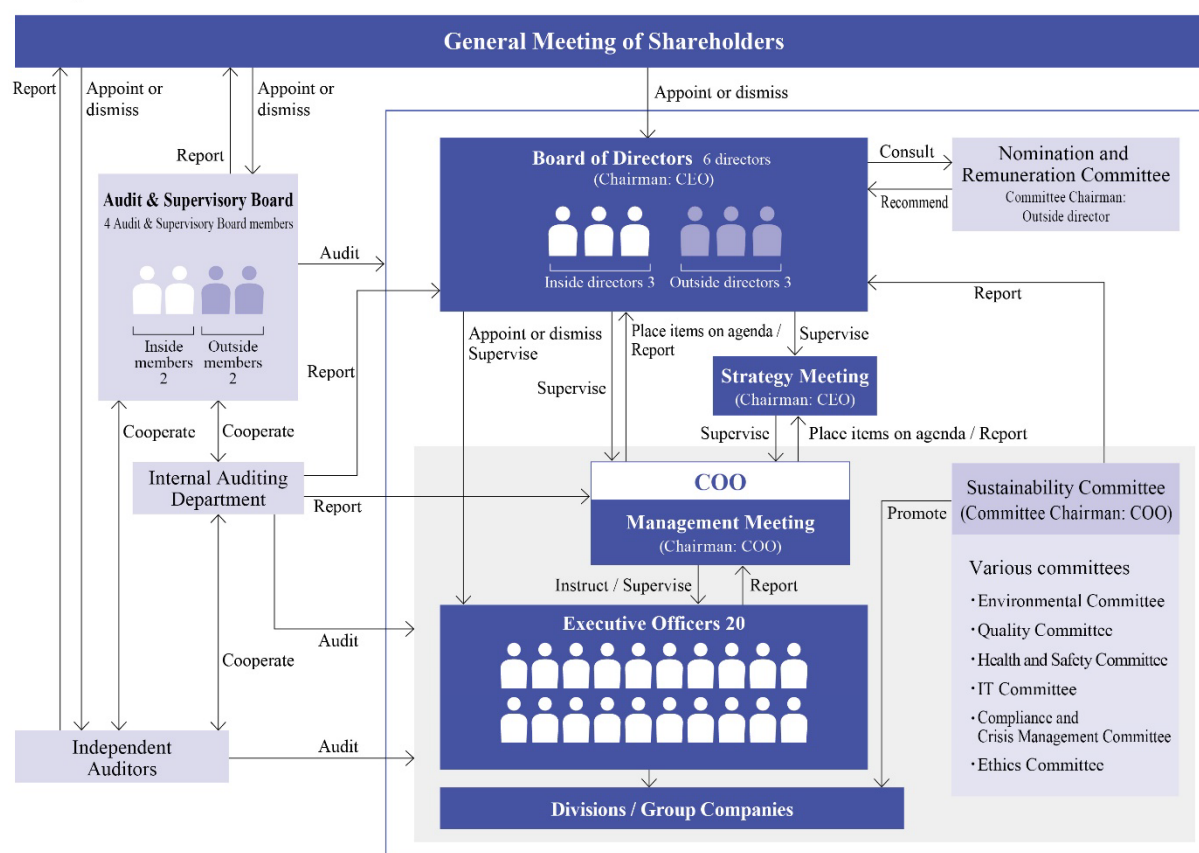 General Meeting of Shareholders
Report
Appoint or
dismiss
Report
Appoint or
dismiss
Appoint or dismiss
Audit & Supervisory Board
4 Audit & Supervisory Board members
Inside
members
2
Outside
members
2
Audit
Board of Directors 6 directors
(Chairman: CEO)
Inside directors 3
Outside directors 3
Consult
Recommend
Nomination and
Remuneration Committee
Committee Chairman:
Outside director
Report
Appoint or dismiss
Supervise
Supervise
Place items on agenda /
Report
Supervise
Report
Strategy Meeting
(Chairman: CEO)
Supervise
Place items on agenda / Report
Cooperate
Cooperate
Internal Auditing
Department
Report
COO
Management Meeting
(Chairman: COO)
Promote
Sustainability Committee
(Committee Chairman: COO)
Various committees
・Environmental Committee
・Quality Committee
・Health and Safety Committee
・IT Committee
・Compliance and
Crisis Management Committee
・Ethics Committee
Instruct / Supervise
Report
Executive Officers 20
Audit
Cooperate
Independent
Auditors
Audit
Divisions / Group Companies